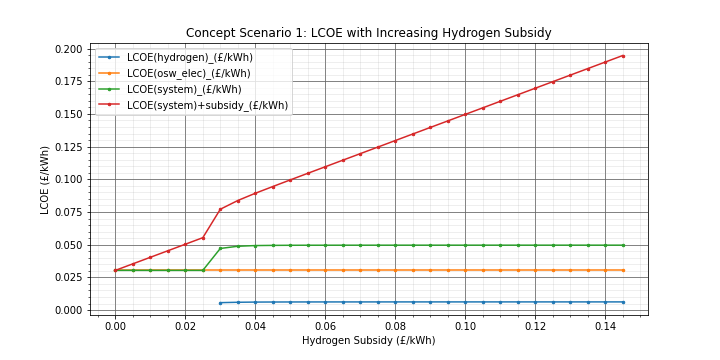 Concept Scenario 1: LCOE with Increasing Hydrogen Subsidy
LCOE(hydrogen)_(£/kWh)
LCOE(osw_elec)_(£/kWh)
LCOE(system)_(£/kWh)
LCOE(system)+subsidy_(£/kWh)
LCOE (£/kWh)
0.200
0.175
0.150
0.125
0.100
0.075
0.050
0.025
0.000
0.00 0.02 0.04 0.06 0.08 0.10 0.12 0.14
Hydrogen Subsidy (£/kWh)